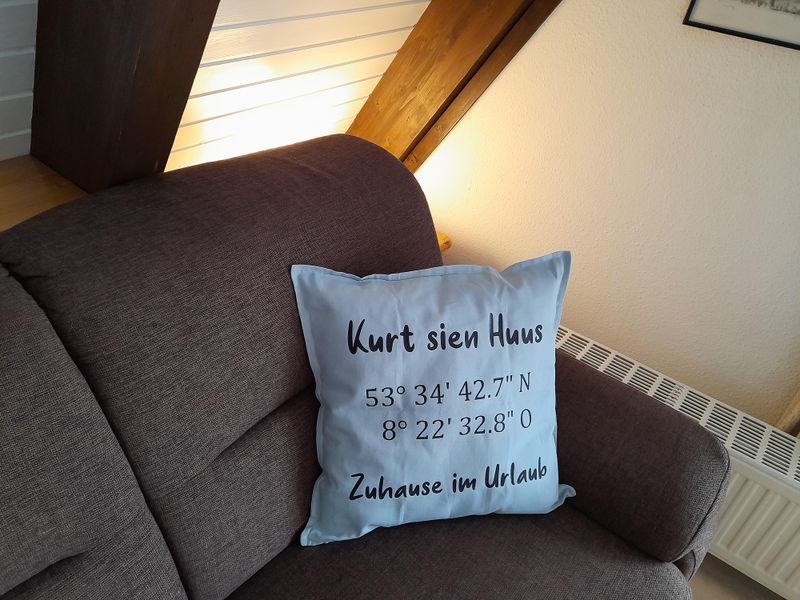 Kurt sien Huus
53° 34' 42.7" N
8° 22' 32.8" O
Zuhause im Urlaub